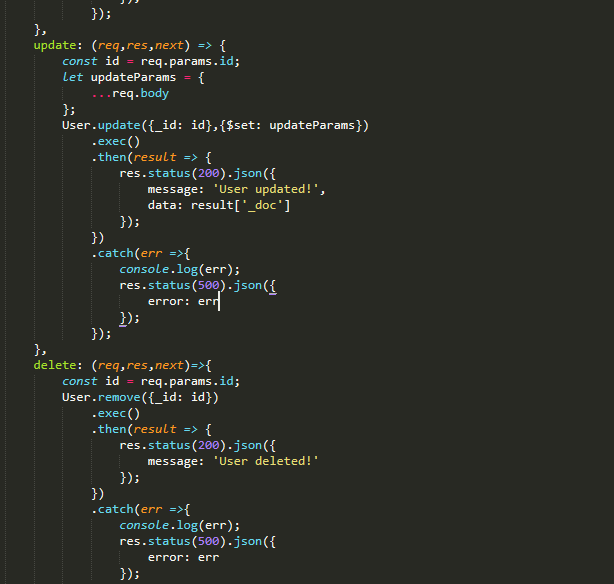 });
});
},
update: (req,res,next) => {
const id = req.params.id;
let updateParams = {
...req.body
};
User.update({_id: id},{$set: updateParams})
.exec()
.then(result => {
res.status(200).json({
message: 'User updated!',
data: result['_doc']
});
})
.catch(err =>{
console.log(err);
res.status(500).json({
error: err
});
});
},
delete: (req,res,next)=>{
const id = req.params.id;
User.remove({_id: id})
.exec()
.then(result => {
res.status(200).json({
message: 'User deleted!'
});
})
.catch(err =>{
console.log(err);
res.status(500).json({
error: err
});